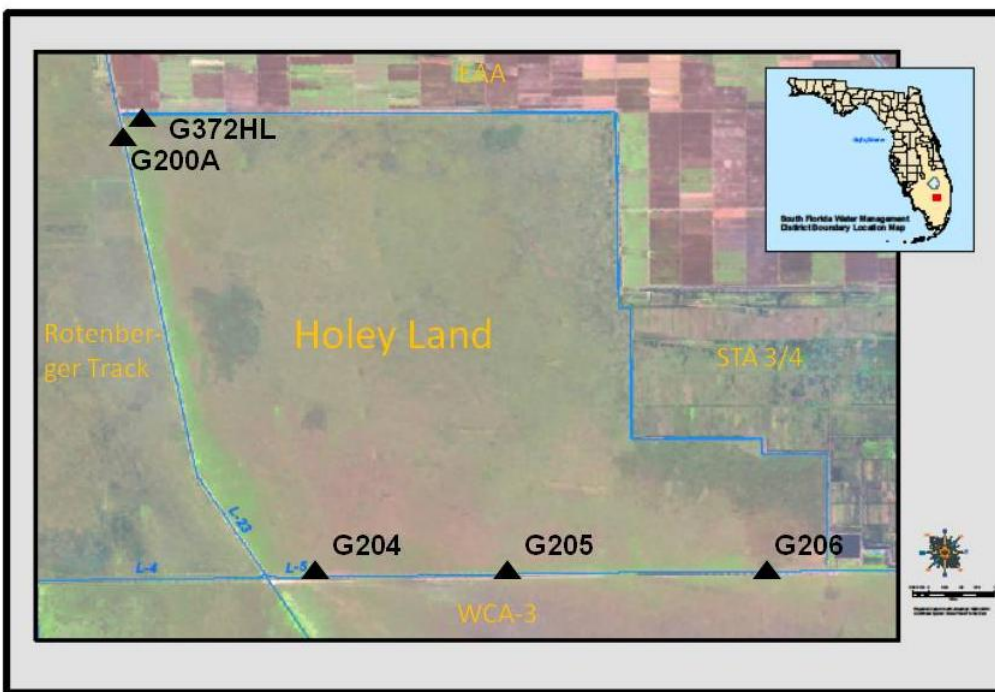 EAA
G372HL
G200A
South Florida Water Management
District Boundary Location Map
Rotenber-
ger Track
Holey Land
STA 3/4
L-23
G204
G205
G206
L-4
L-5
WCA-3